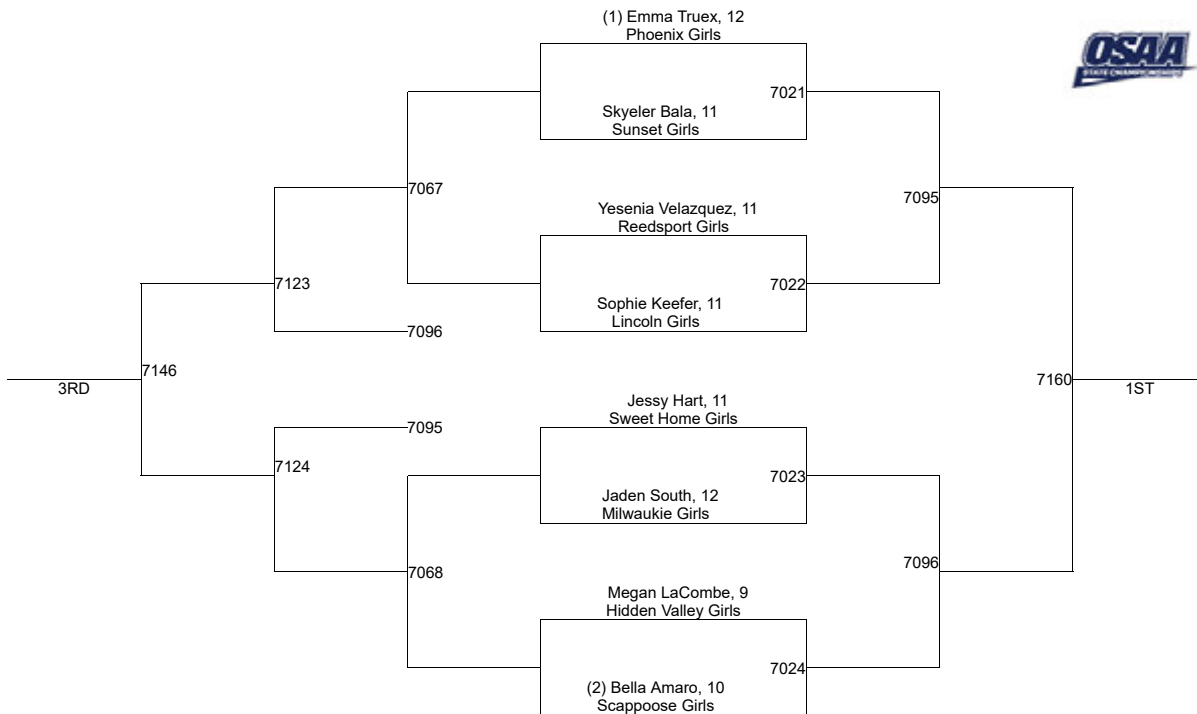 (1) Emma Truex, 12
Phoenix Girls
OSAA
STATE CHAMPIONSHIPS
7021
Skyeler Bala, 11
Sunset Girls
7067
7095
Yesenia Velazquez, 11
Reedsport Girls
7123
7022
Sophie Keefer, 11
Lincoln Girls
7096
7146
3RD
7160
1ST
Jessy Hart, 11
Sweet Home Girls
7095
7124
7023
Jaden South, 12
Milwaukie Girls
7068
7096
Megan LaCombe, 9
Hidden Valley Girls
7024
(2) Bella Amaro, 10
Scappoose Girls